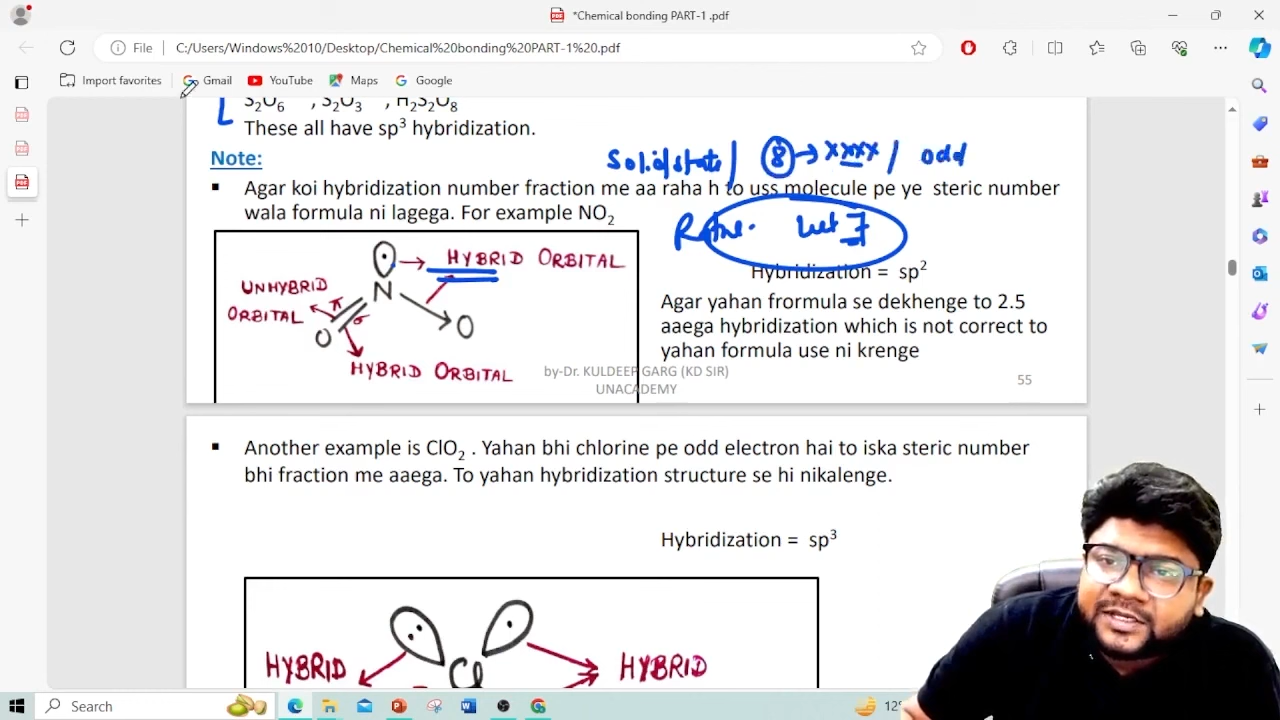 *Chemical bonding PART-1 .pdf
File C:/Users/Windows%2010/Desktop/Chemical%20bonding%20PART-1%20.pdf
Import favorites Gmail YouTube Maps Google
S2O6 , S2O3 , H2S2O8
These all have sp³ hybridization.
Note:
Solid state / 8 → xxxx / odd
▪ Agar koi hybridization number fraction me aa raha h to uss molecule pe ye steric number
wala formula ni lagega. For example NO₂
HYBRID ORBITAL
UNHYBRID
ORBITAL
π
N
σ
O
O
HYBRID ORBITAL
Hybridization = sp²
Agar yahan frormula se dekhenge to 2.5
aaega hybridization which is not correct to
yahan formula use ni krenge
by-Dr. KULDEEP GARG (KD SIR)
UNACADEMY
55
▪ Another example is ClO₂ . Yahan bhi chlorine pe odd electron hai to iska steric number
bhi fraction me aaega. To yahan hybridization structure se hi nikalenge.
Hybridization = sp³
HYBRID
Cl
HYBRID
Search